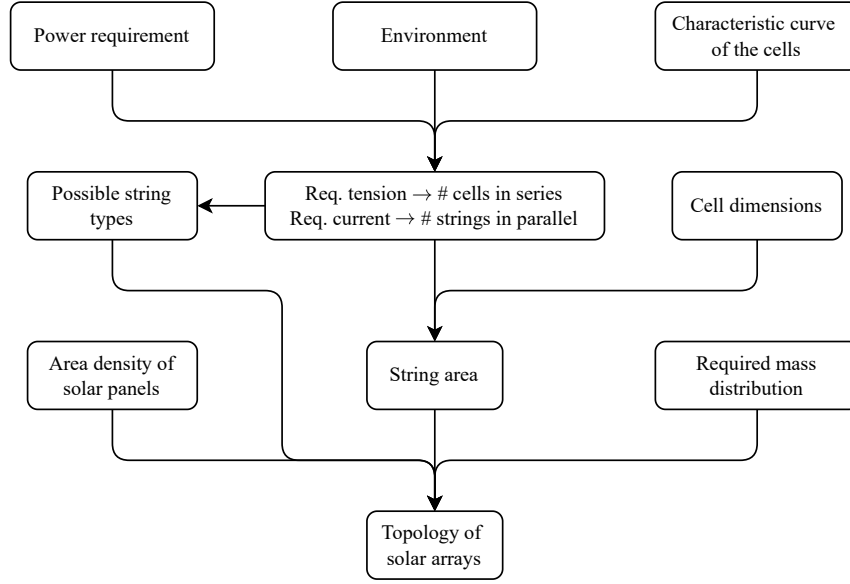 Power requirement
Environment
Characteristic curve
of the cells
Possible string
types
Req. tension → # cells in series
Req. current → # strings in parallel
Cell dimensions
Area density of
solar panels
String area
Required mass
distribution
Topology of
solar arrays